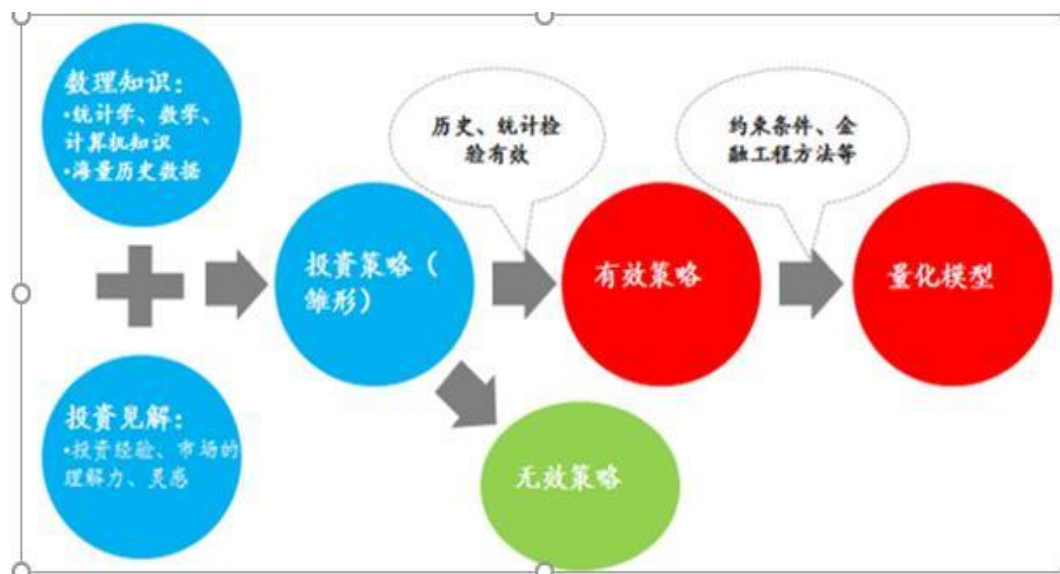 数理知识：
•统计学、数学、
计算机知识
•海量历史数据
投资见解：
•投资经验、市场的
理解力、灵感
投资策略（
雏形）
历史、统计检
验有效
有效策略
无效策略
约束条件、金
融工程方法等
量化模型